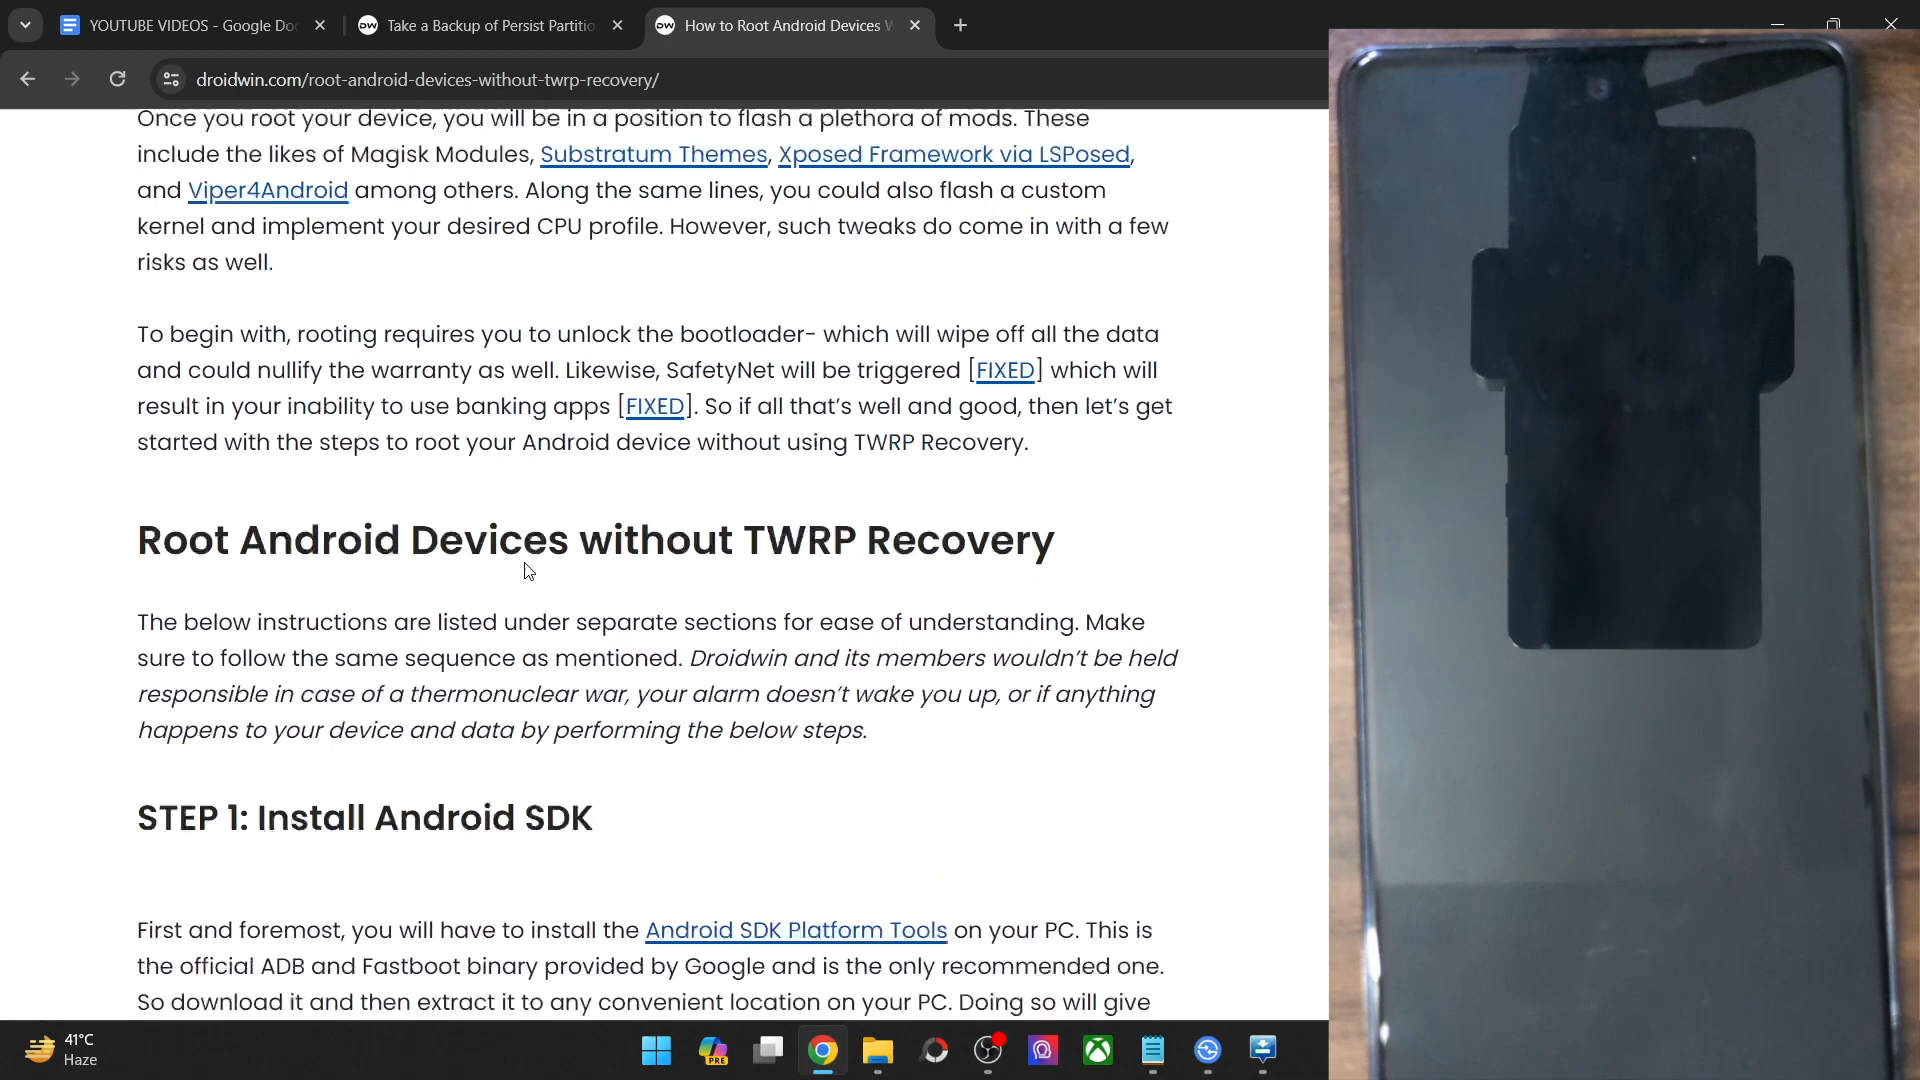 YOUTUBE VIDEOS - Google Do
Take a Backup of Persist Partitio
How to Root Android Devices W
droidwin.com/root-android-devices-without-twrp-recovery/
Once you root your device, you will be in a position to flash a plethora of mods. These
include the likes of Magisk Modules, Substratum Themes, Xposed Framework via LSPosed,
and Viper4Android among others. Along the same lines, you could also flash a custom
kernel and implement your desired CPU profile. However, such tweaks do come in with a few
risks as well.
To begin with, rooting requires you to unlock the bootloader- which will wipe off all the data
and could nullify the warranty as well. Likewise, SafetyNet will be triggered [FIXED] which will
result in your inability to use banking apps [FIXED]. So if all that’s well and good, then let’s get
started with the steps to root your Android device without using TWRP Recovery.
Root Android Devices without TWRP Recovery
The below instructions are listed under separate sections for ease of understanding. Make
sure to follow the same sequence as mentioned. Droidwin and its members wouldn’t be held
responsible in case of a thermonuclear war, your alarm doesn’t wake you up, or if anything
happens to your device and data by performing the below steps.
STEP 1: Install Android SDK
First and foremost, you will have to install the Android SDK Platform Tools on your PC. This is
the official ADB and Fastboot binary provided by Google and is the only recommended one.
So download it and then extract it to any convenient location on your PC. Doing so will give
41°C
Haze
PRE